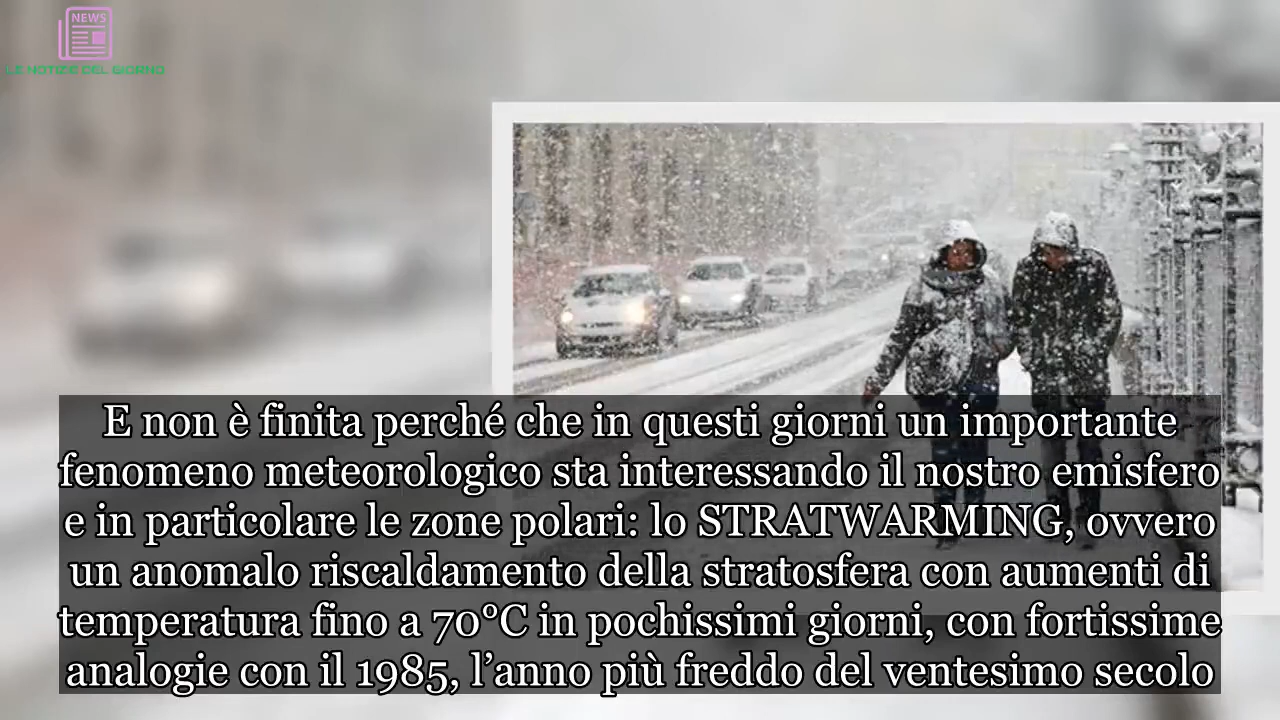 NEWS
LE NOTIZIE DEL GIORNO
E non è finita perché che in questi giorni un importante
fenomeno meteorologico sta interessando il nostro emisfero
e in particolare le zone polari: lo STRATWARMING, ovvero
un anomalo riscaldamento della stratosfera con aumenti di
temperatura fino a 70°C in pochissimi giorni, con fortissime
analogie con il 1985, l’anno più freddo del ventesimo secolo